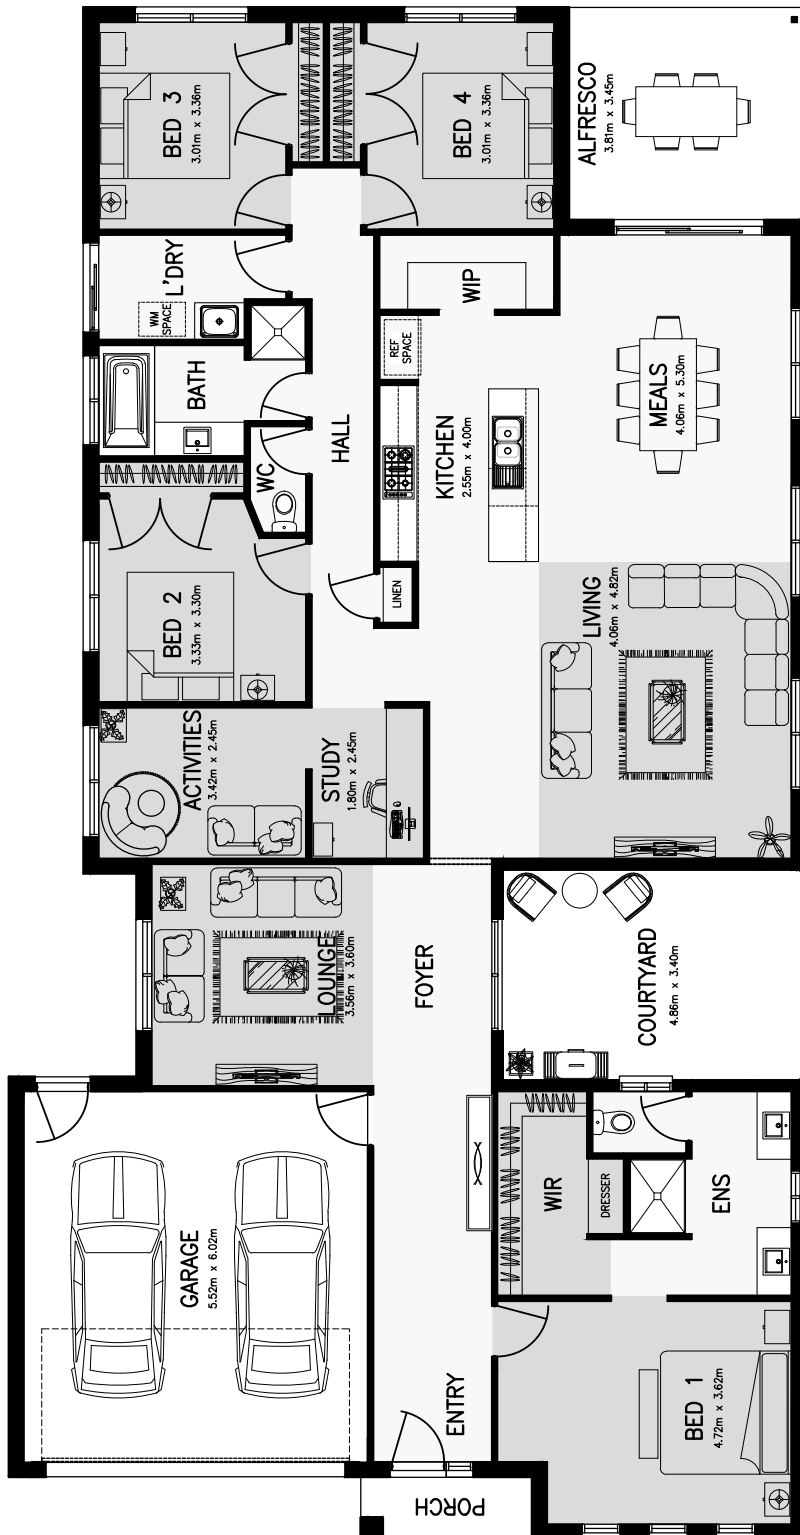 BED 3
3.01m x 3.36m
BED 4
3.01m x 3.36m
ALFRESCO
3.81m x 3.45m
L'DRY
WM
SPACE
WIP
REF
SPACE
BATH
HALL
KITCHEN
2.55m x 4.00m
MEALS
4.06m x 5.30m
WC
LINEN
BED 2
3.33m x 3.30m
LIVING
4.06m x 4.82m
ACTIVITIES
3.42m x 2.45m
STUDY
1.80m x 2.45m
LOUNGE
3.56m x 3.60m
FOYER
COURTYARD
4.86m x 3.40m
GARAGE
5.52m x 6.02m
WIR
DRESSER
ENS
ENTRY
BED 1
4.72m x 3.62m
PORCH